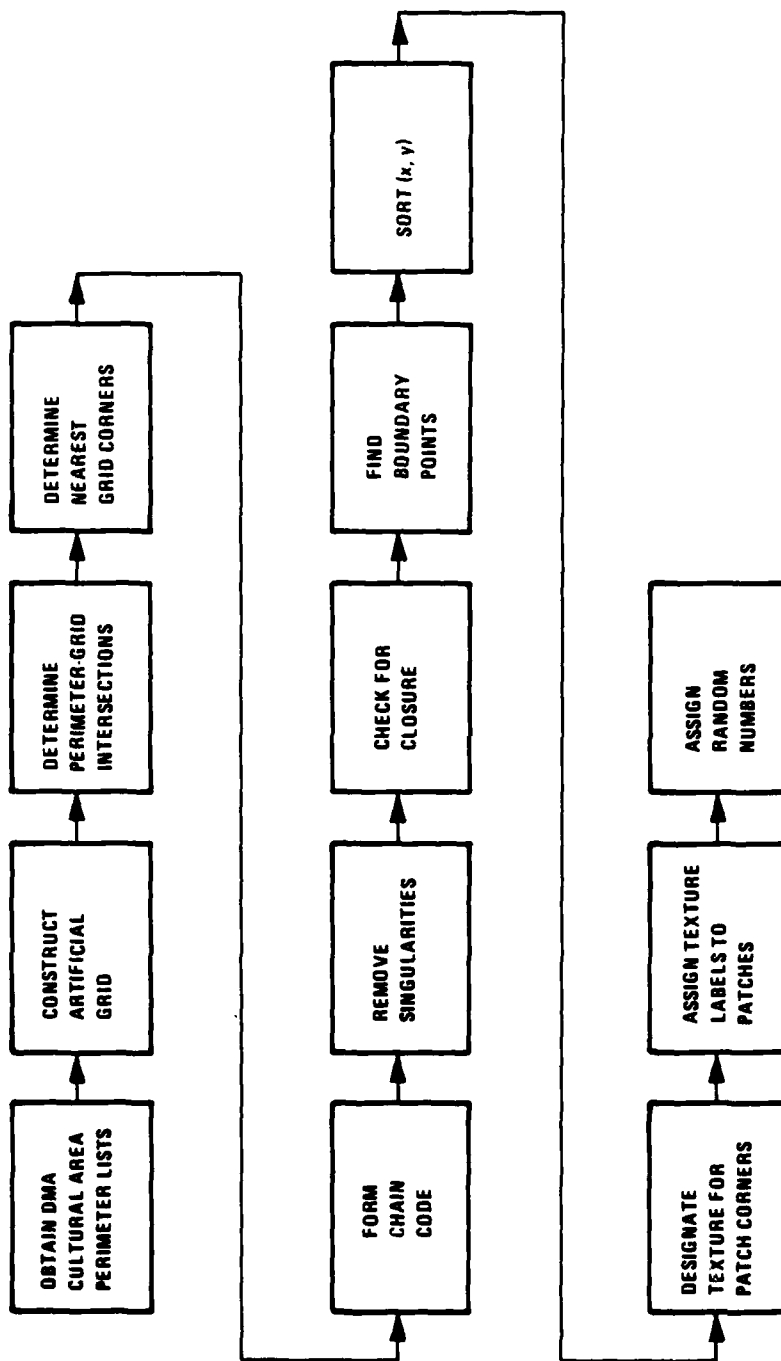 OBTAIN DMA
CULTURAL AREA
PERIMETER LISTS
CONSTRUCT
ARTIFICIAL
GRID
DETERMINE
PERIMETER-GRID
INTERSECTIONS
DETERMINE
NEAREST
GRID CORNERS
FORM
CHAIN
CODE
REMOVE
SINGULARITIES
CHECK FOR
CLOSURE
FIND
BOUNDARY
POINTS
SORT (x, y)
DESIGNATE
TEXTURE FOR
PATCH CORNERS
ASSIGN TEXTURE
LABELS TO
PATCHES
ASSIGN
RANDOM
NUMBERS